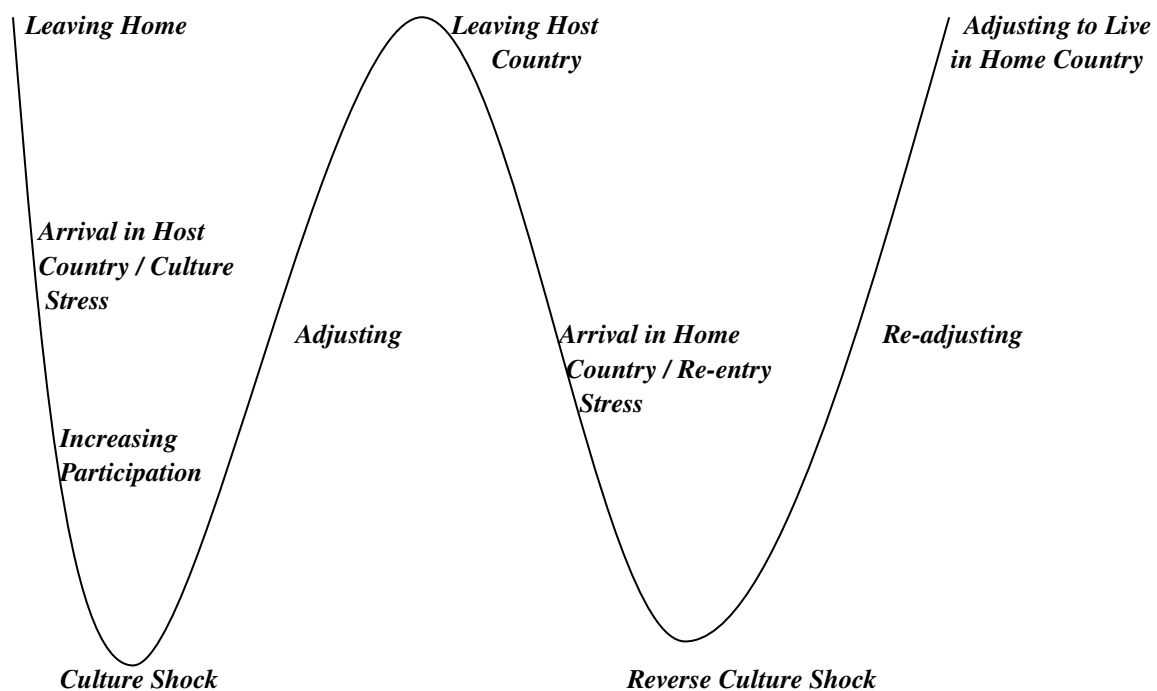 Leaving Home
Leaving Host
Country
Adjusting to Live
in Home Country
Arrival in Host
Country / Culture
Stress
Adjusting
Arrival in Home
Country / Re-entry
Stress
Re-adjusting
Increasing
Participation
Culture Shock
Reverse Culture Shock